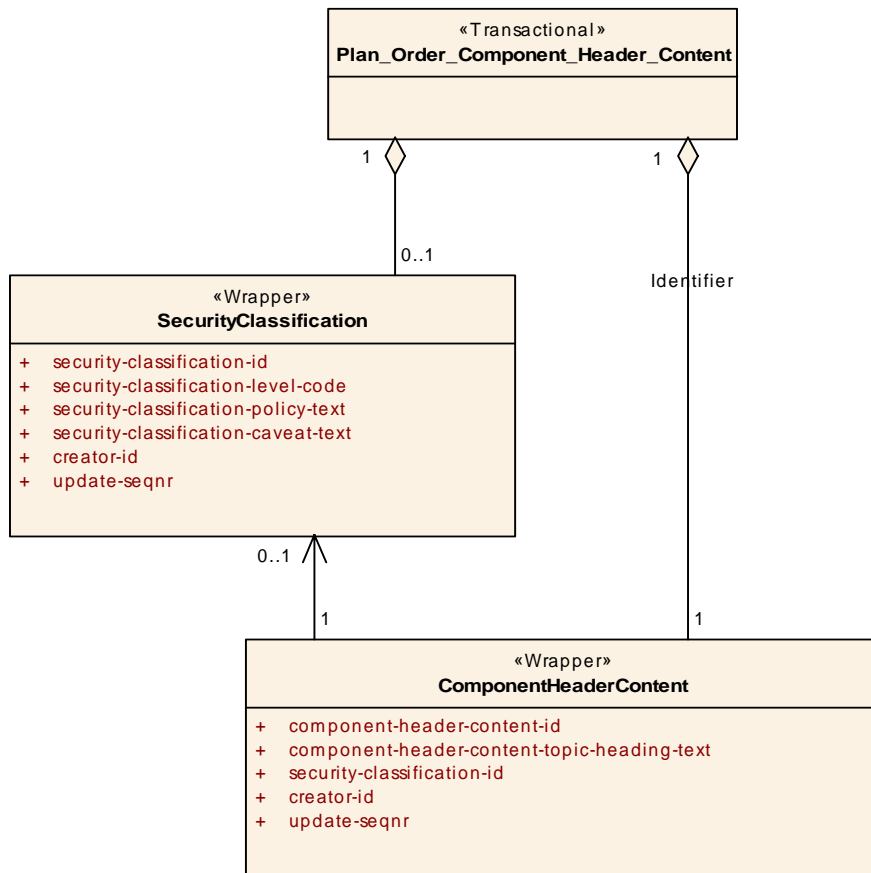 «Transactional»
Plan_Order_Component_Header_Content
1
1
0..1
Identifier
«Wrapper»
SecurityClassification
+ security-classification-id
+ security-classification-level-code
+ security-classification-policy-text
+ security-classification-caveat-text
+ creator-id
+ update-seqnr
0..1
1
1
«Wrapper»
ComponentHeaderContent
+ component-header-content-id
+ component-header-content-topic-heading-text
+ security-classification-id
+ creator-id
+ update-seqnr